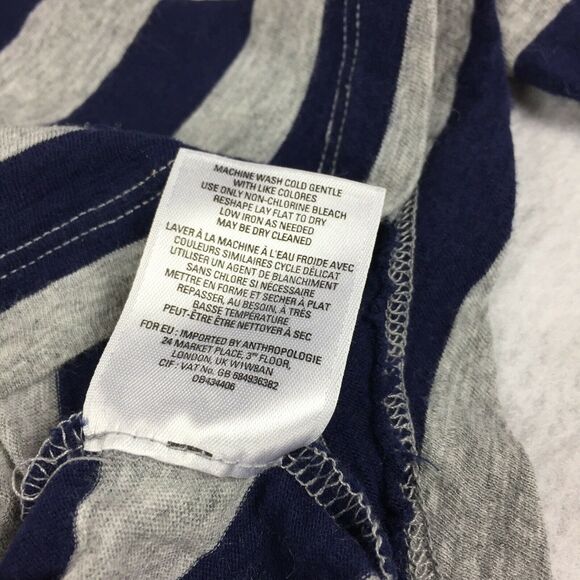 MACHINE WASH COLD GENTLE
WITH LIKE COLORES
USE ONLY NON-CHLORINE BLEACH
RESHAPE LAY FLAT TO DRY
LOW IRON AS NEEDED
MAY BE DRY CLEANED
LAVER À LA MACHINE À L'EAU FROIDE AVEC
COULEURS SIMILAIRES CYCLE DÉLICAT
UTILISER UN AGENT DE BLANCHIMENT
SANS CHLORE SI NÉCESSAIRE
METTRE EN FORME ET SECHER À PLAT
REPASSER, AU BESOIN, À TRÈS
BASSE TEMPÉRATURE
PEUT-ÊTRE ÊTRE NETTOYER À SEC
FOR EU : IMPORTED BY ANTHROPOLOGIE
24 MARKET PLACE, 3RD FLOOR,
LONDON, UK W1W8AN
CIF : VAT No. GB 684936382
OB434406